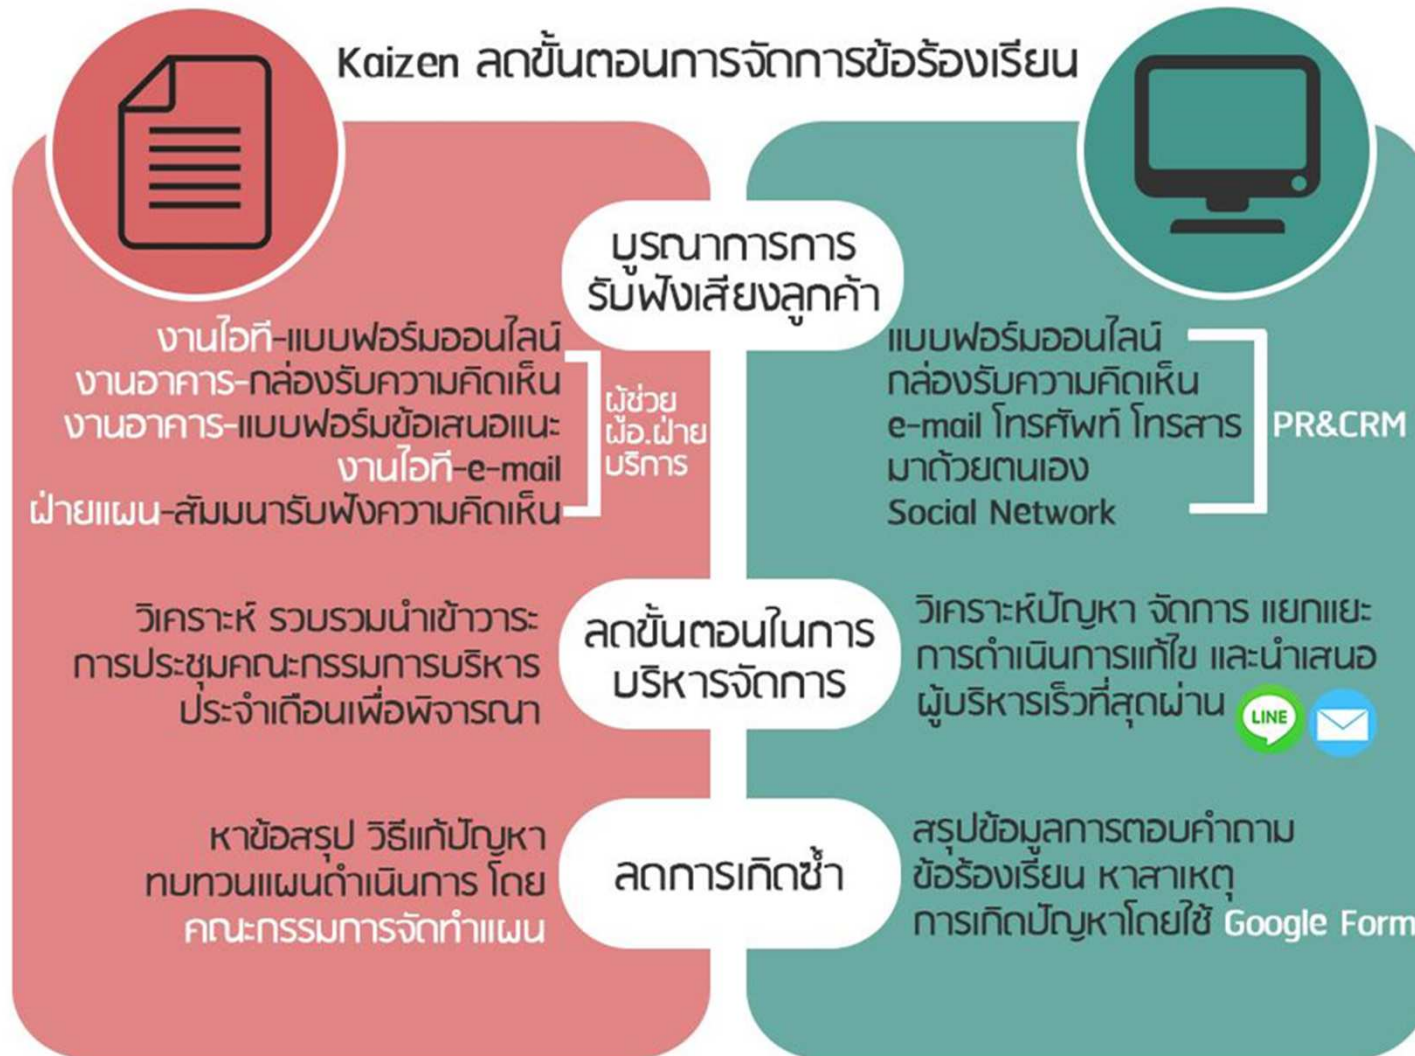 Kaizen ลดขั้นตอนการจัดการข้อร้องเรียน
บูรณาการการ
รับฟังเสียงลูกค้า
งานไอที-แบบฟอร์มออนไลน์
งานอาคาร-กล่องรับความคิดเห็น
งานอาคาร-แบบฟอร์มข้อเสนอแนะ
งานไอที-e-mail
ฝ่ายแผน-สัมมนารับฟังความคิดเห็น
ผู้ช่วย
ผอ.ฝ่าย
บริการ
แบบฟอร์มออนไลน์
กล่องรับความคิดเห็น
e-mail โทรศัพท์ โทรสาร
มาด้วยตนเอง
Social Network
PR&CRM
ลดขั้นตอนในการ
บริหารจัดการ
วิเคราะห์ รวบรวมนำเข้าวาระ
การประชุมคณะกรรมการบริหาร
ประจำเดือนเพื่อพิจารณา
วิเคราะห์ปัญหา จัดการ แยกแยะ
การดำเนินการแก้ไข และนำเสนอ
ผู้บริหารเร็วที่สุดผ่าน
LINE
ลดการเกิดซ้ำ
หาข้อสรุป วิธีแก้ปัญหา
ทบทวนแผนดำเนินการ โดย
คณะกรรมการจัดทำแผน
สรุปข้อมูลการตอบคำถาม
ข้อร้องเรียน หาสาเหตุ
การเกิดปัญหาโดยใช้ Google Form